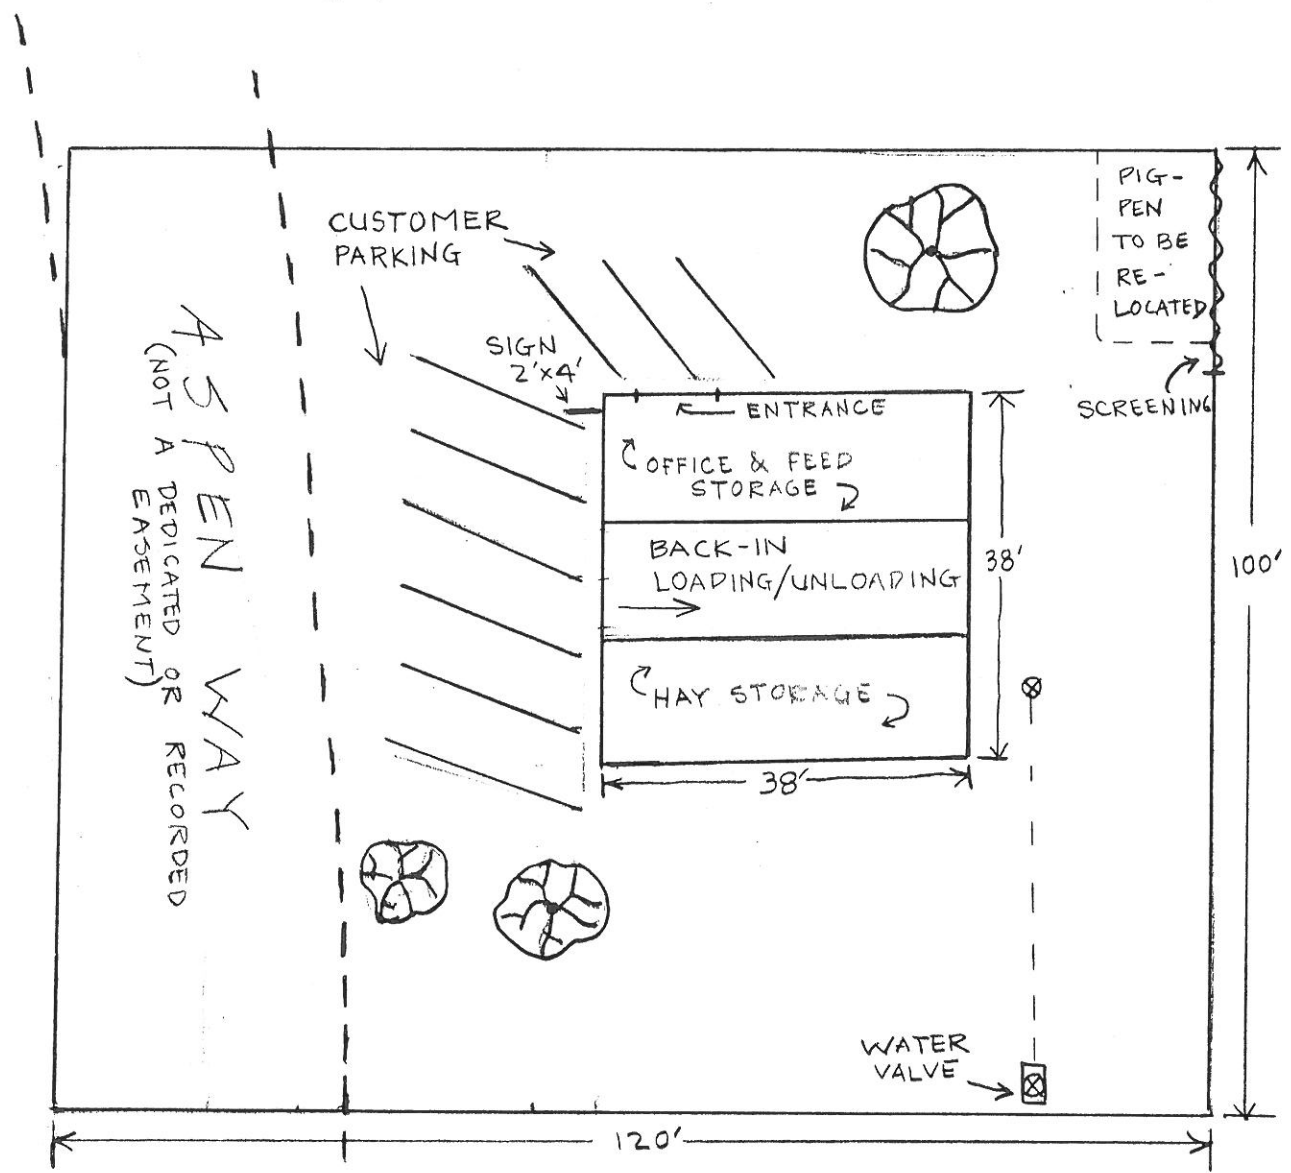 CUSTOMER
PARKING
PIG-
PEN
TO BE
RE-
LOCATED
SCREENING
SIGN
2'x4'
ENTRANCE
OFFICE & FEED
STORAGE
BACK-IN
LOADING/UNLOADING
HAY STORAGE
38'
38'
100'
ASPEN WAY
(NOT A DEDICATED OR RECORDED
EASEMENT)
WATER
VALVE
120'